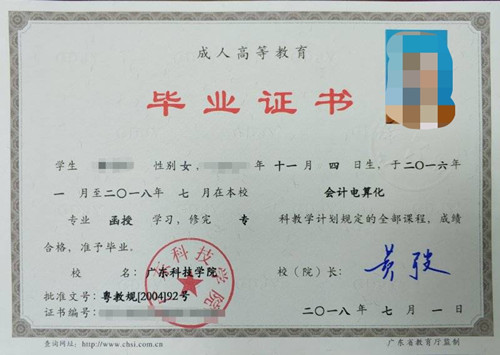 成人高等教育
毕业证书
学生 性别 女, 年 十一 月 四 日生, 于二〇一六年
一 月至二〇一八年 七 月在本校 会计电算化
专业 函授 学习, 修完 专 科教学计划规定的全部课程, 成绩
合格, 准予毕业。
校 名: 广东科技学院 校(院)长:
批准文号: 粤教规[2004]92号
证书编号: 二〇一八年 七 月 一 日
查询网址: http://www.chsi.com.cn 广东省教育厅监制